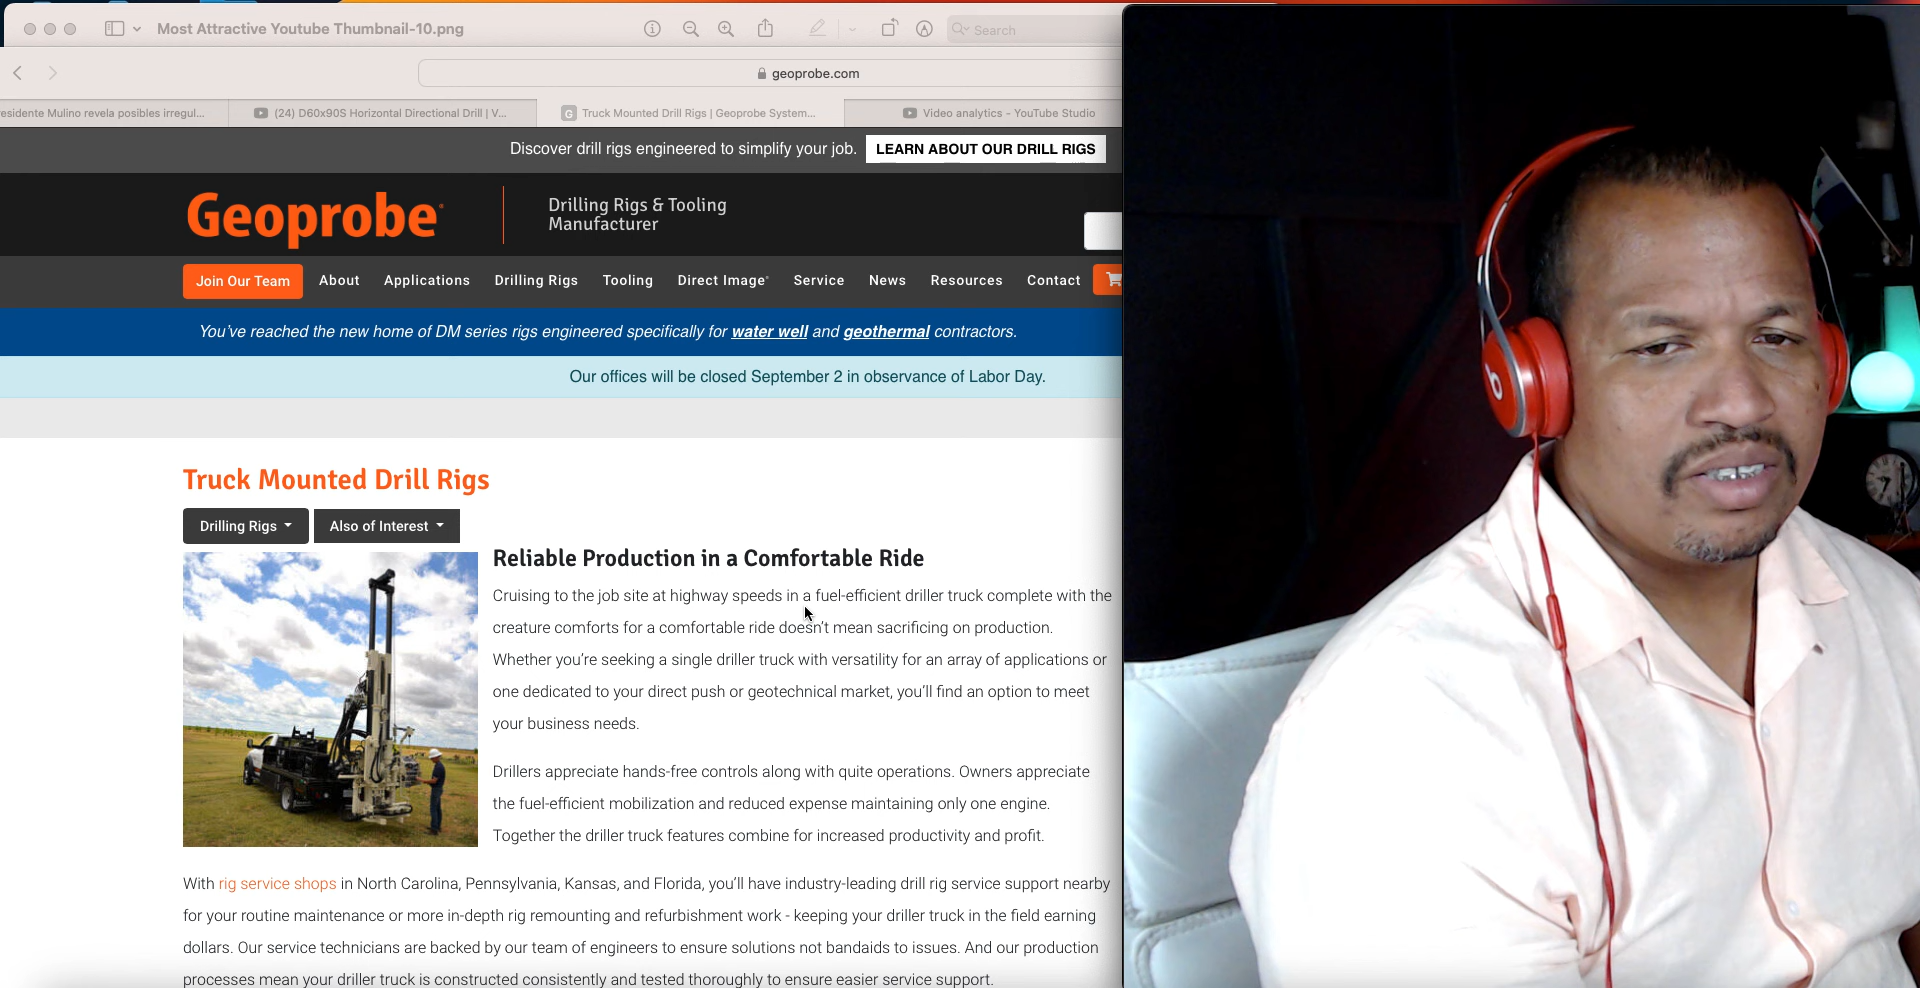 Most Attractive Youtube Thumbnail-10.png
Search
geoprobe.com
esidente Mulino revela posibles irregul...
(24) D60x90S Horizontal Directional Drill | V...
G Truck Mounted Drill Rigs | Geoprobe System...
Video analytics - YouTube Studio
Discover drill rigs engineered to simplify your job. LEARN ABOUT OUR DRILL RIGS
Geoprobe®
Drilling Rigs & Tooling
Manufacturer
Join Our Team About Applications Drilling Rigs Tooling Direct Image® Service News Resources Contact
You've reached the new home of DM series rigs engineered specifically for water well and geothermal contractors.
Our offices will be closed September 2 in observance of Labor Day.
Truck Mounted Drill Rigs
Drilling Rigs Also of Interest
Reliable Production in a Comfortable Ride
Cruising to the job site at highway speeds in a fuel-efficient driller truck complete with the
creature comforts for a comfortable ride doesn't mean sacrificing on production.
Whether you're seeking a single driller truck with versatility for an array of applications or
one dedicated to your direct push or geotechnical market, you'll find an option to meet
your business needs.
Drillers appreciate hands-free controls along with quite operations. Owners appreciate
the fuel-efficient mobilization and reduced expense maintaining only one engine.
Together the driller truck features combine for increased productivity and profit.
With rig service shops in North Carolina, Pennsylvania, Kansas, and Florida, you'll have industry-leading drill rig service support nearby
for your routine maintenance or more in-depth rig remounting and refurbishment work - keeping your driller truck in the field earning
dollars. Our service technicians are backed by our team of engineers to ensure solutions not bandaids to issues. And our production
processes mean your driller truck is constructed consistently and tested thoroughly to ensure easier service support.
b